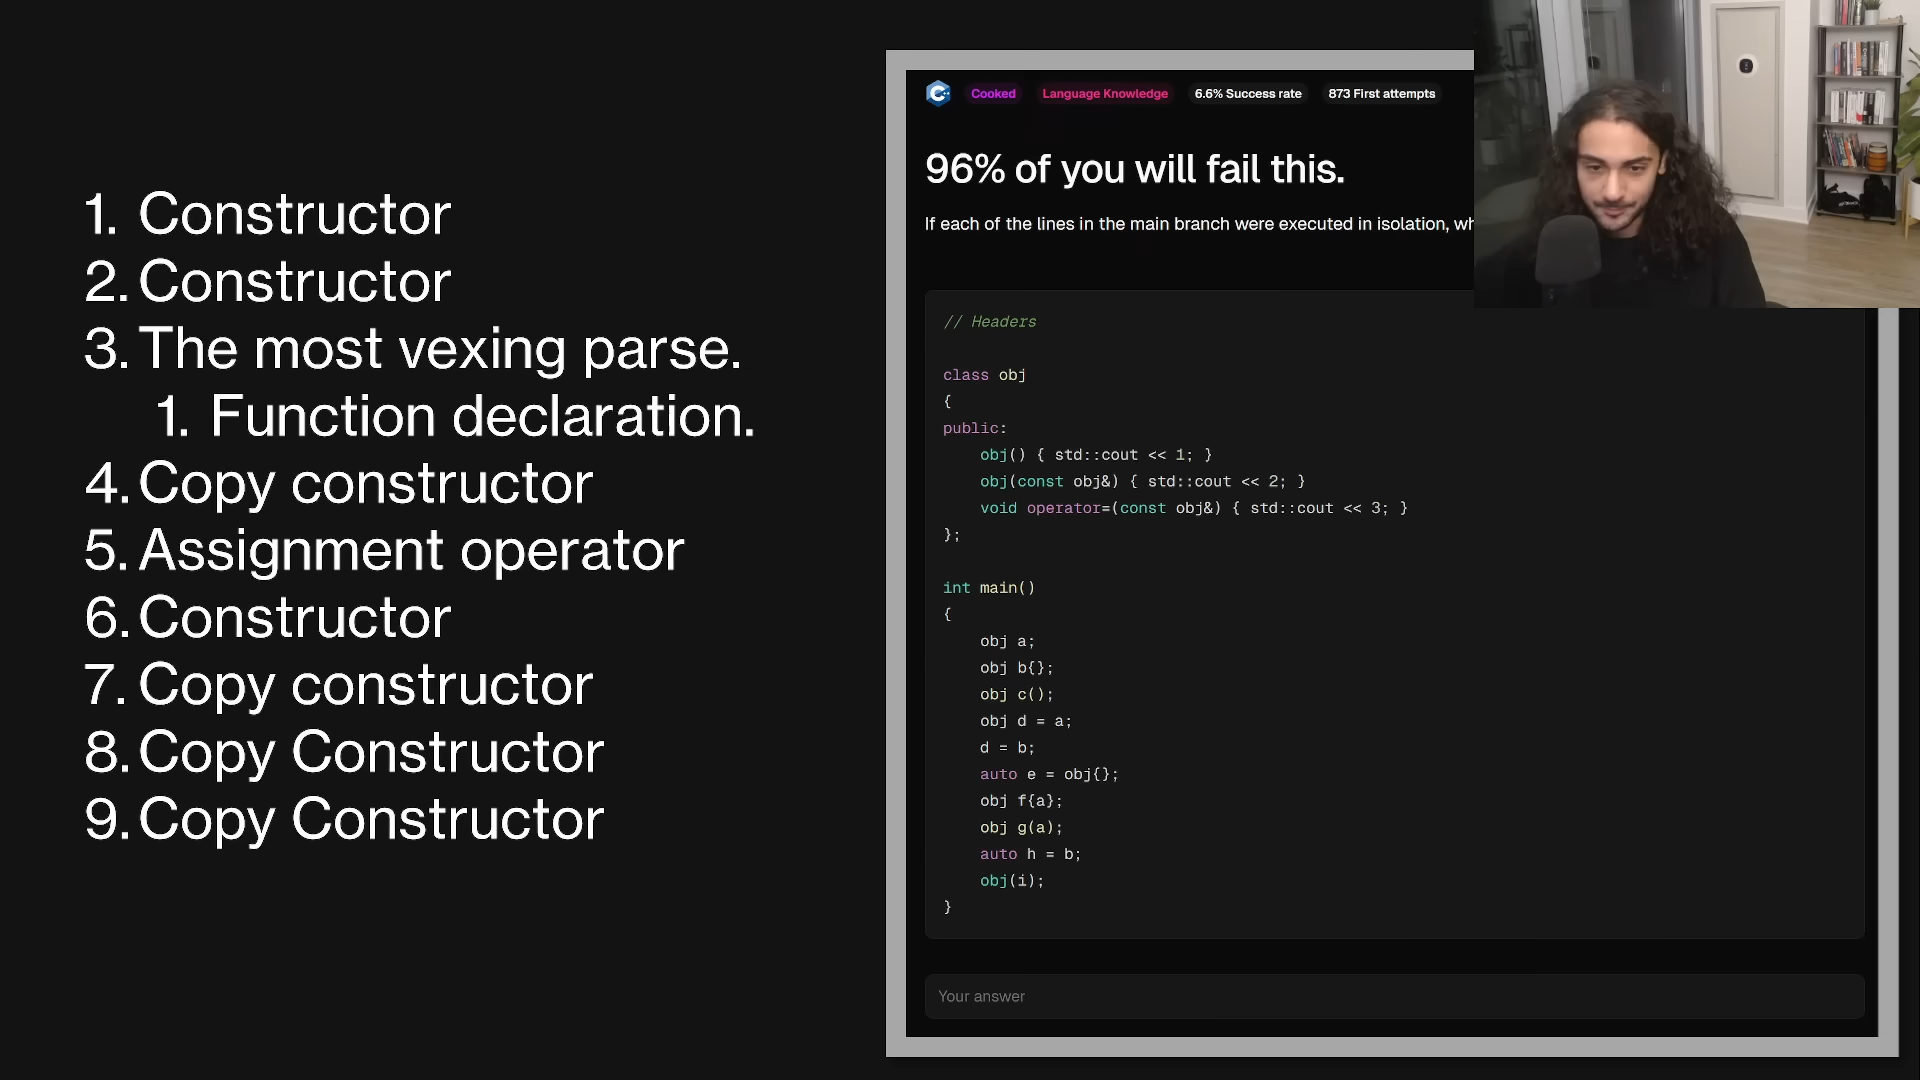 1. Constructor
2. Constructor
3. The most vexing parse.
1. Function declaration.
4. Copy constructor
5. Assignment operator
6. Constructor
7. Copy constructor
8. Copy Constructor
9. Copy Constructor
Cooked Language Knowledge 6.6% Success rate 873 First attempts
96% of you will fail this.
If each of the lines in the main branch were executed in isolation,
// Headers
class obj
{
public:
obj() { std::cout << 1; }
obj(const obj&) { std::cout << 2; }
void operator=(const obj&) { std::cout << 3; }
};
int main()
{
obj a;
obj b{};
obj c();
obj d = a;
d = b;
auto e = obj{};
obj f{a};
obj g(a);
auto h = b;
obj(i);
}
Your answer